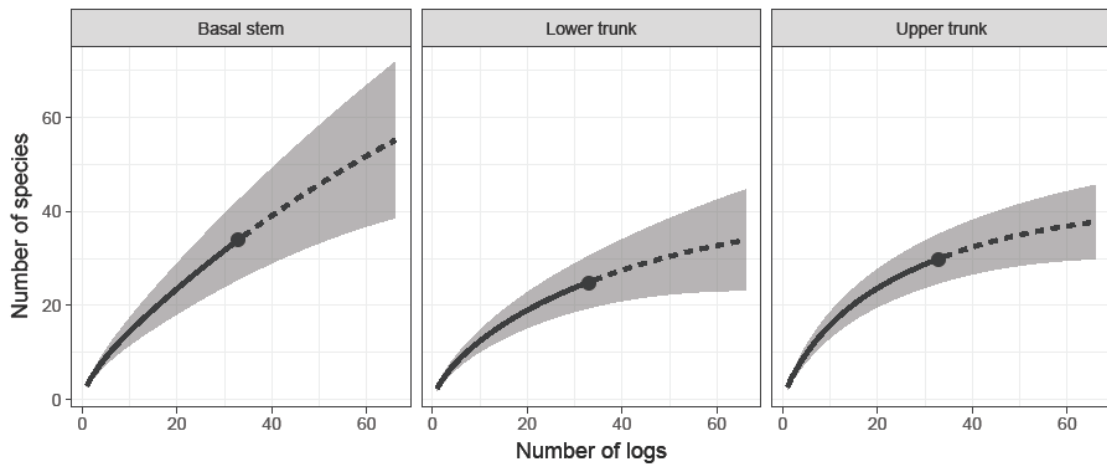 Basal stem
Lower trunk
Upper trunk
Number of species
60
40
20
0
0 20 40 60
0 20 40 60
0 20 40 60
Number of logs